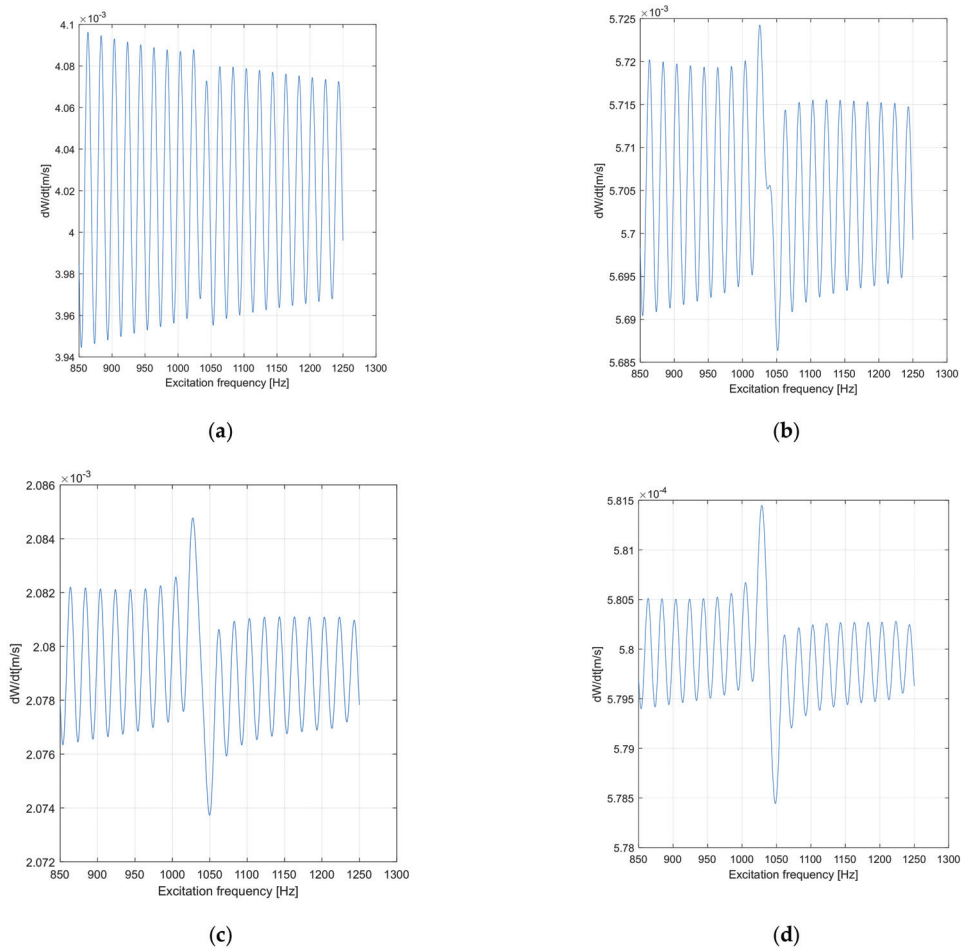 ×10⁻³
4.1
4.08
4.06
4.04
4.02
4
3.98
3.96
3.94
dW/dt[m/s]
850 900 950 1000 1050 1100 1150 1200 1250 1300
Excitation frequency [Hz]
(a)
×10⁻³
5.725
5.72
5.715
5.71
5.705
5.7
5.695
5.69
5.685
dW/dt[m/s]
850 900 950 1000 1050 1100 1150 1200 1250 1300
Excitation frequency [Hz]
(b)
×10⁻³
2.086
2.084
2.082
2.08
2.078
2.076
2.074
2.072
dW/dt[m/s]
850 900 950 1000 1050 1100 1150 1200 1250 1300
Excitation frequency [Hz]
(c)
×10⁻⁴
5.815
5.81
5.805
5.8
5.795
5.79
5.785
5.78
dW/dt[m/s]
850 900 950 1000 1050 1100 1150 1200 1250 1300
Excitation frequency [Hz]
(d)